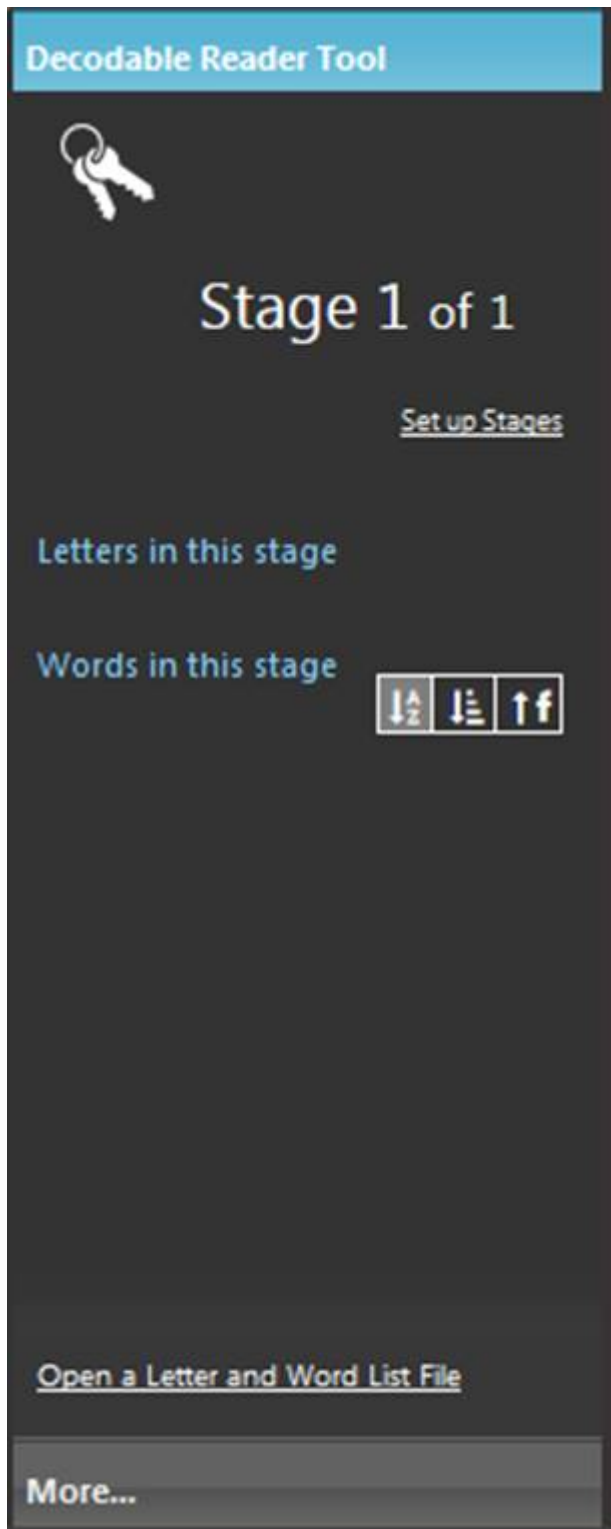 Decodable Reader Tool
Stage 1 of 1
Set up Stages
Letters in this stage
Words in this stage
A Z f
Open a Letter and Word List File
More...